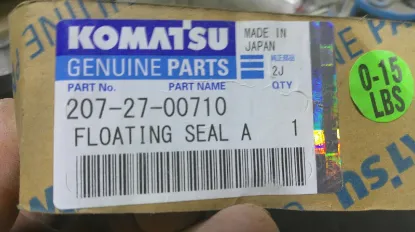 KOMATSU
MADE IN
JAPAN
GENUINE PARTS
2J
PART No. PART NAME QTY
207-27-00710
FLOATING SEAL A 1
0-15
LBS